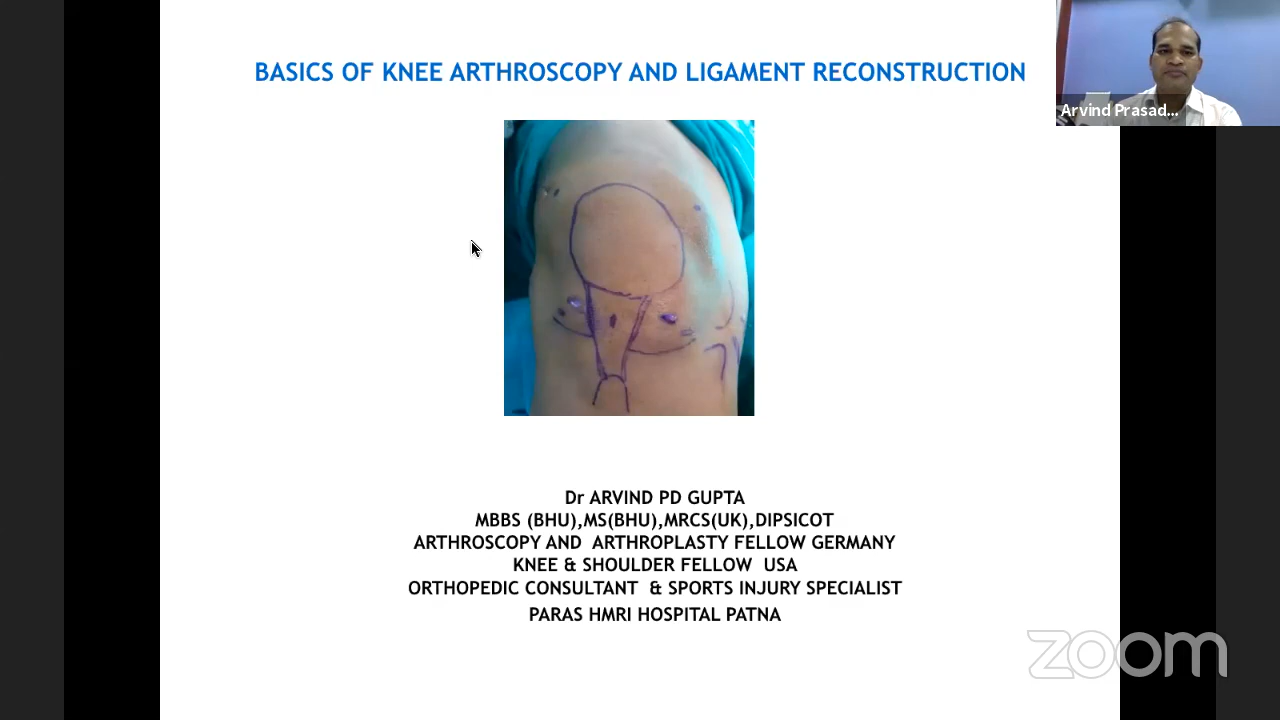 BASICS OF KNEE ARTHROSCOPY AND LIGAMENT RECONSTRUCTION
Arvind Prasad...
Dr ARVIND PD GUPTA
MBBS (BHU),MS(BHU),MRCS(UK),DIPSICOT
ARTHROSCOPY AND ARTHROPLASTY FELLOW GERMANY
KNEE & SHOULDER FELLOW USA
ORTHOPEDIC CONSULTANT & SPORTS INJURY SPECIALIST
PARAS HMRI HOSPITAL PATNA
zoom